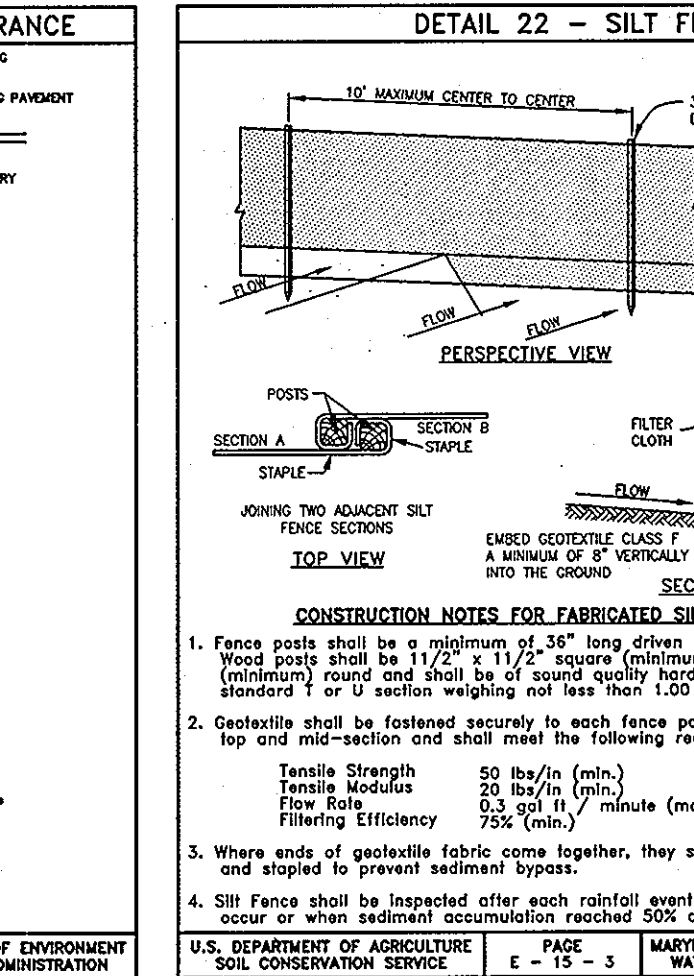 RANCE
G
G PAVEMENT
RY
F ENVIRONMENT
DMINISTRATION
DETAIL 22 - SILT FE
10' MAXIMUM CENTER TO CENTER
FLOW
FLOW
FLOW
PERSPECTIVE VIEW
POSTS
SECTION A
SECTION B
STAPLE
STAPLE
JOINING TWO ADJACENT SILT
FENCE SECTIONS
TOP VIEW
FILTER
CLOTH
FLOW
EMBED GEOTEXTILE CLASS F
A MINIMUM OF 8" VERTICALLY
INTO THE GROUND
SEC
CONSTRUCTION NOTES FOR FABRICATED SIL
1. Fence posts shall be a minimum of 36" long driven
Wood posts shall be 11/2" x 11/2" square (minimum
(minimum) round and shall be of sound quality hard
standard T or U section weighing not less than 1.00
2. Geotextile shall be fastened securely to each fence po
top and mid-section and shall meet the following re
Tensile Strength 50 lbs/in (min.)
Tensile Modulus 20 lbs/in (min.)
Flow Rate 0.3 gal ft / minute (ma
Filtering Efficiency 75% (min.)
3. Where ends of geotextile fabric come together, they s
and stapled to prevent sediment bypass.
4. Silt Fence shall be inspected after each rainfall event
occur or when sediment accumulation reached 50% o
U.S. DEPARTMENT OF AGRICULTURE
SOIL CONSERVATION SERVICE
PAGE
E - 15 - 3
MARYL
WA